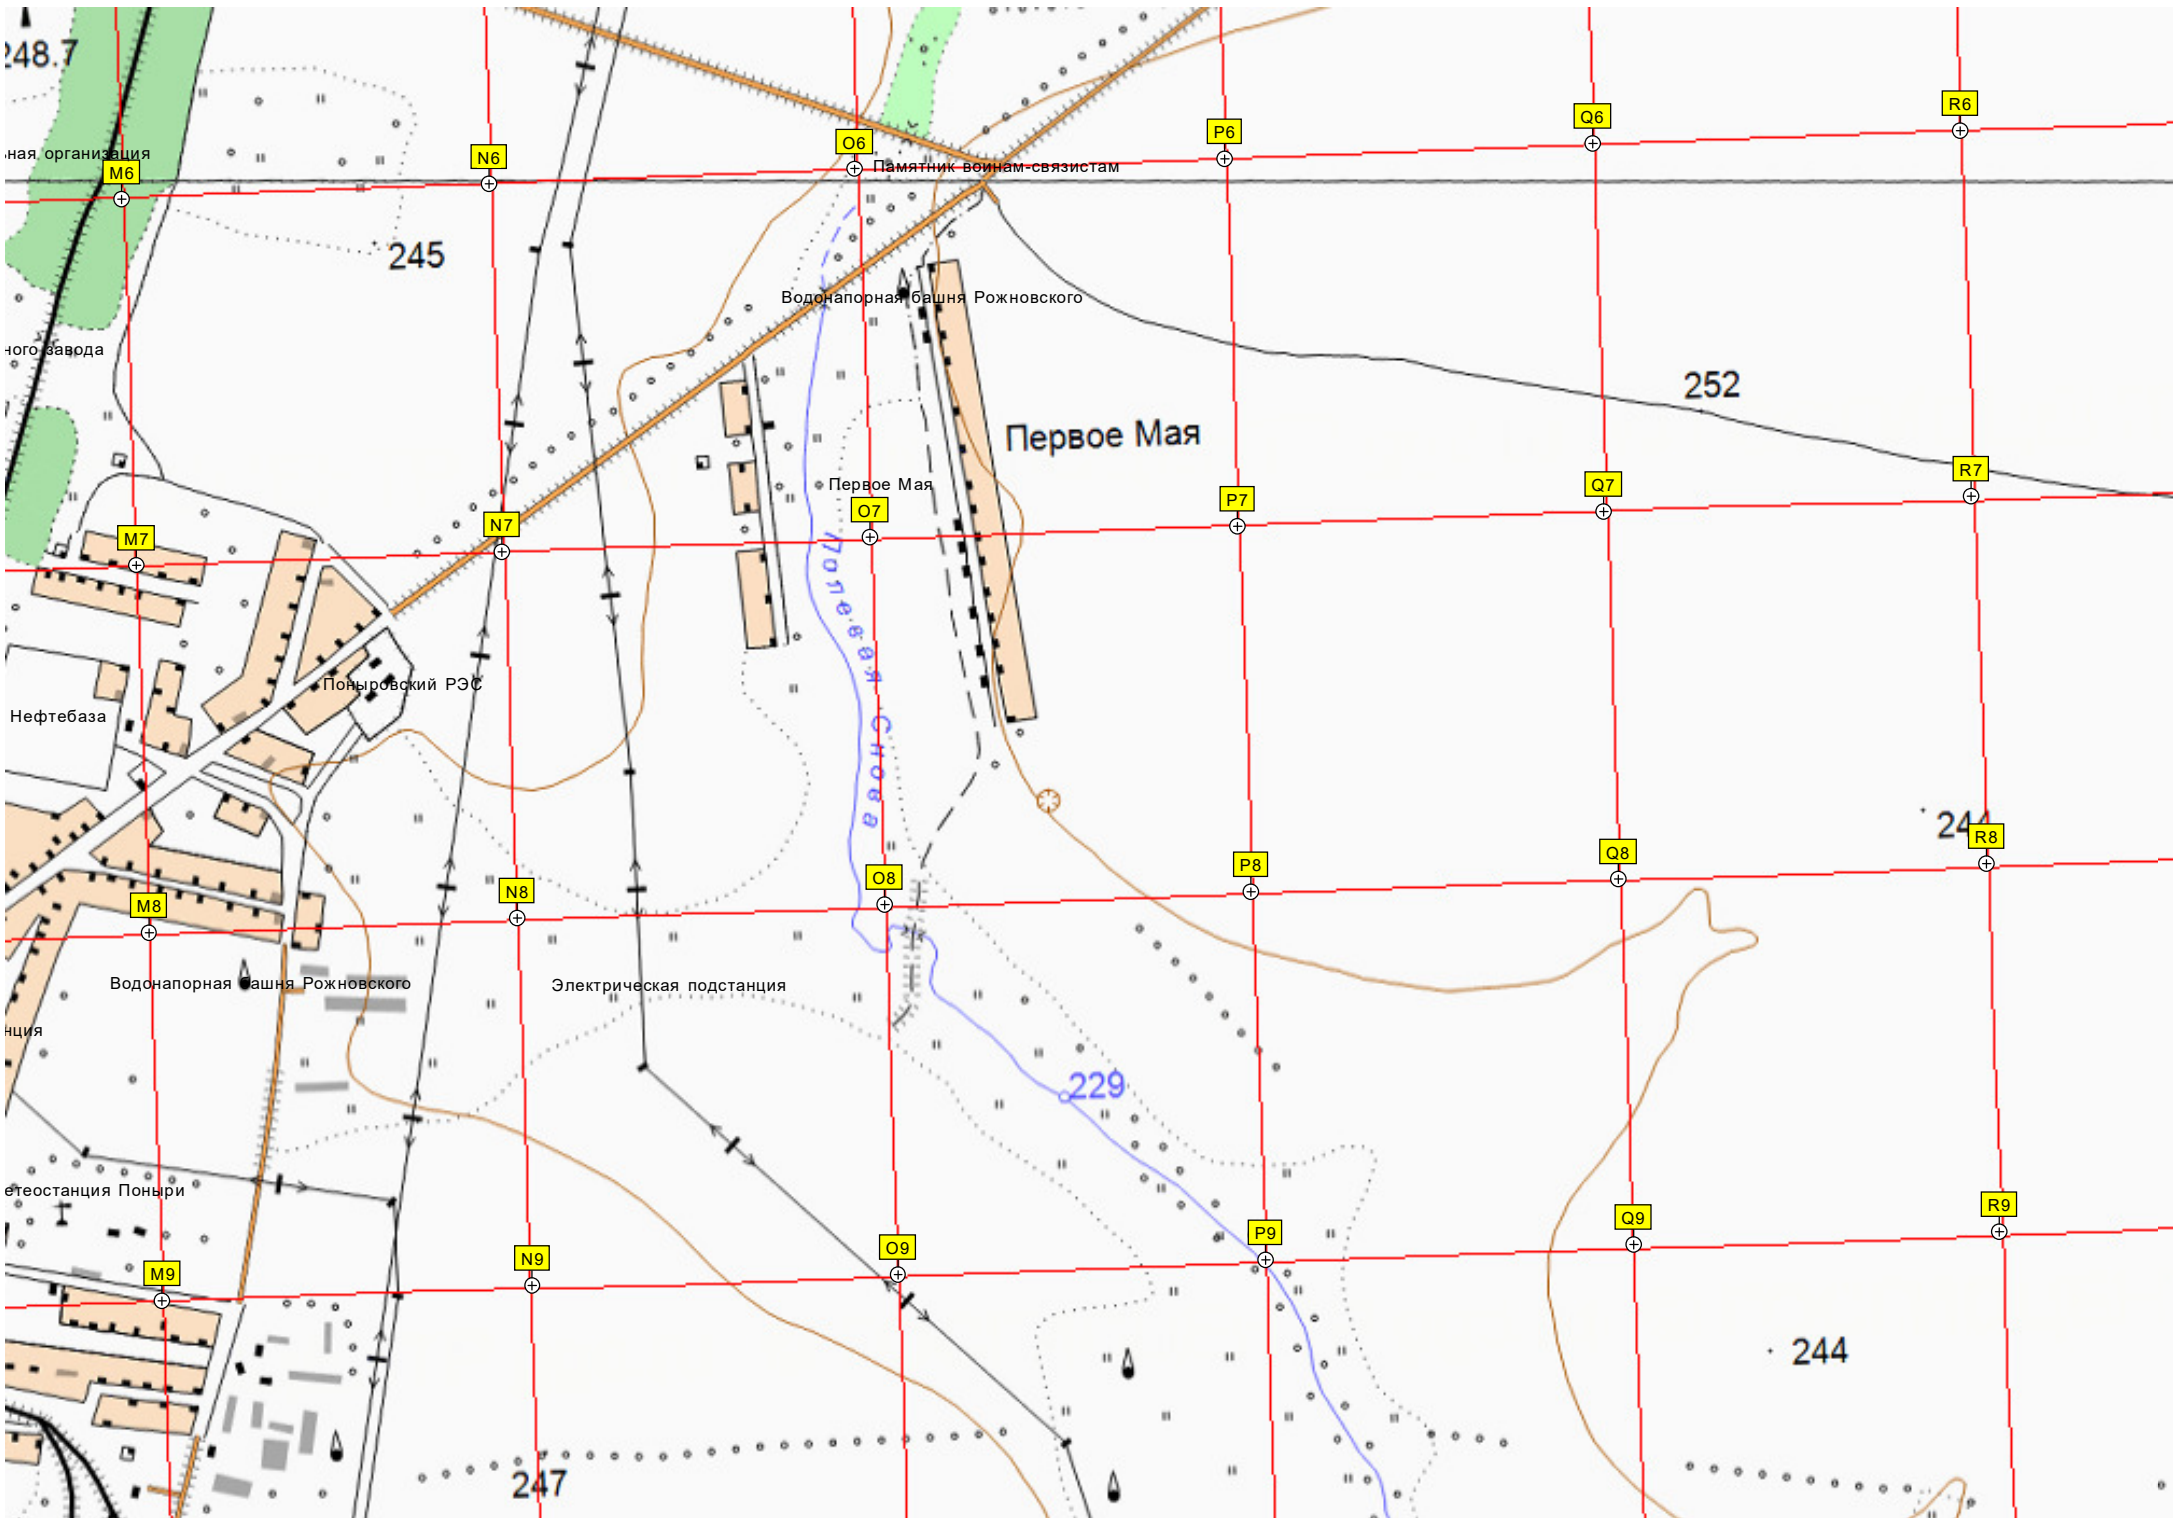 248.7
R6
Q6
P6
O6
N6
ьная организация
M6
Памятник воинам-связистам
245
Водонапорная башня Рожновского
ного завода
252
Первое Мая
R7
Первое Мая
Q7
P7
O7
N7
M7
Полевая Снова
Поныровский РЭС
Нефтебаза
244
R8
Q8
P8
O8
N8
M8
Водонапорная башня Рожновского
Электрическая подстанция
нция
229
етеостанция Поныри
R9
Q9
P9
O9
N9
M9
244
247